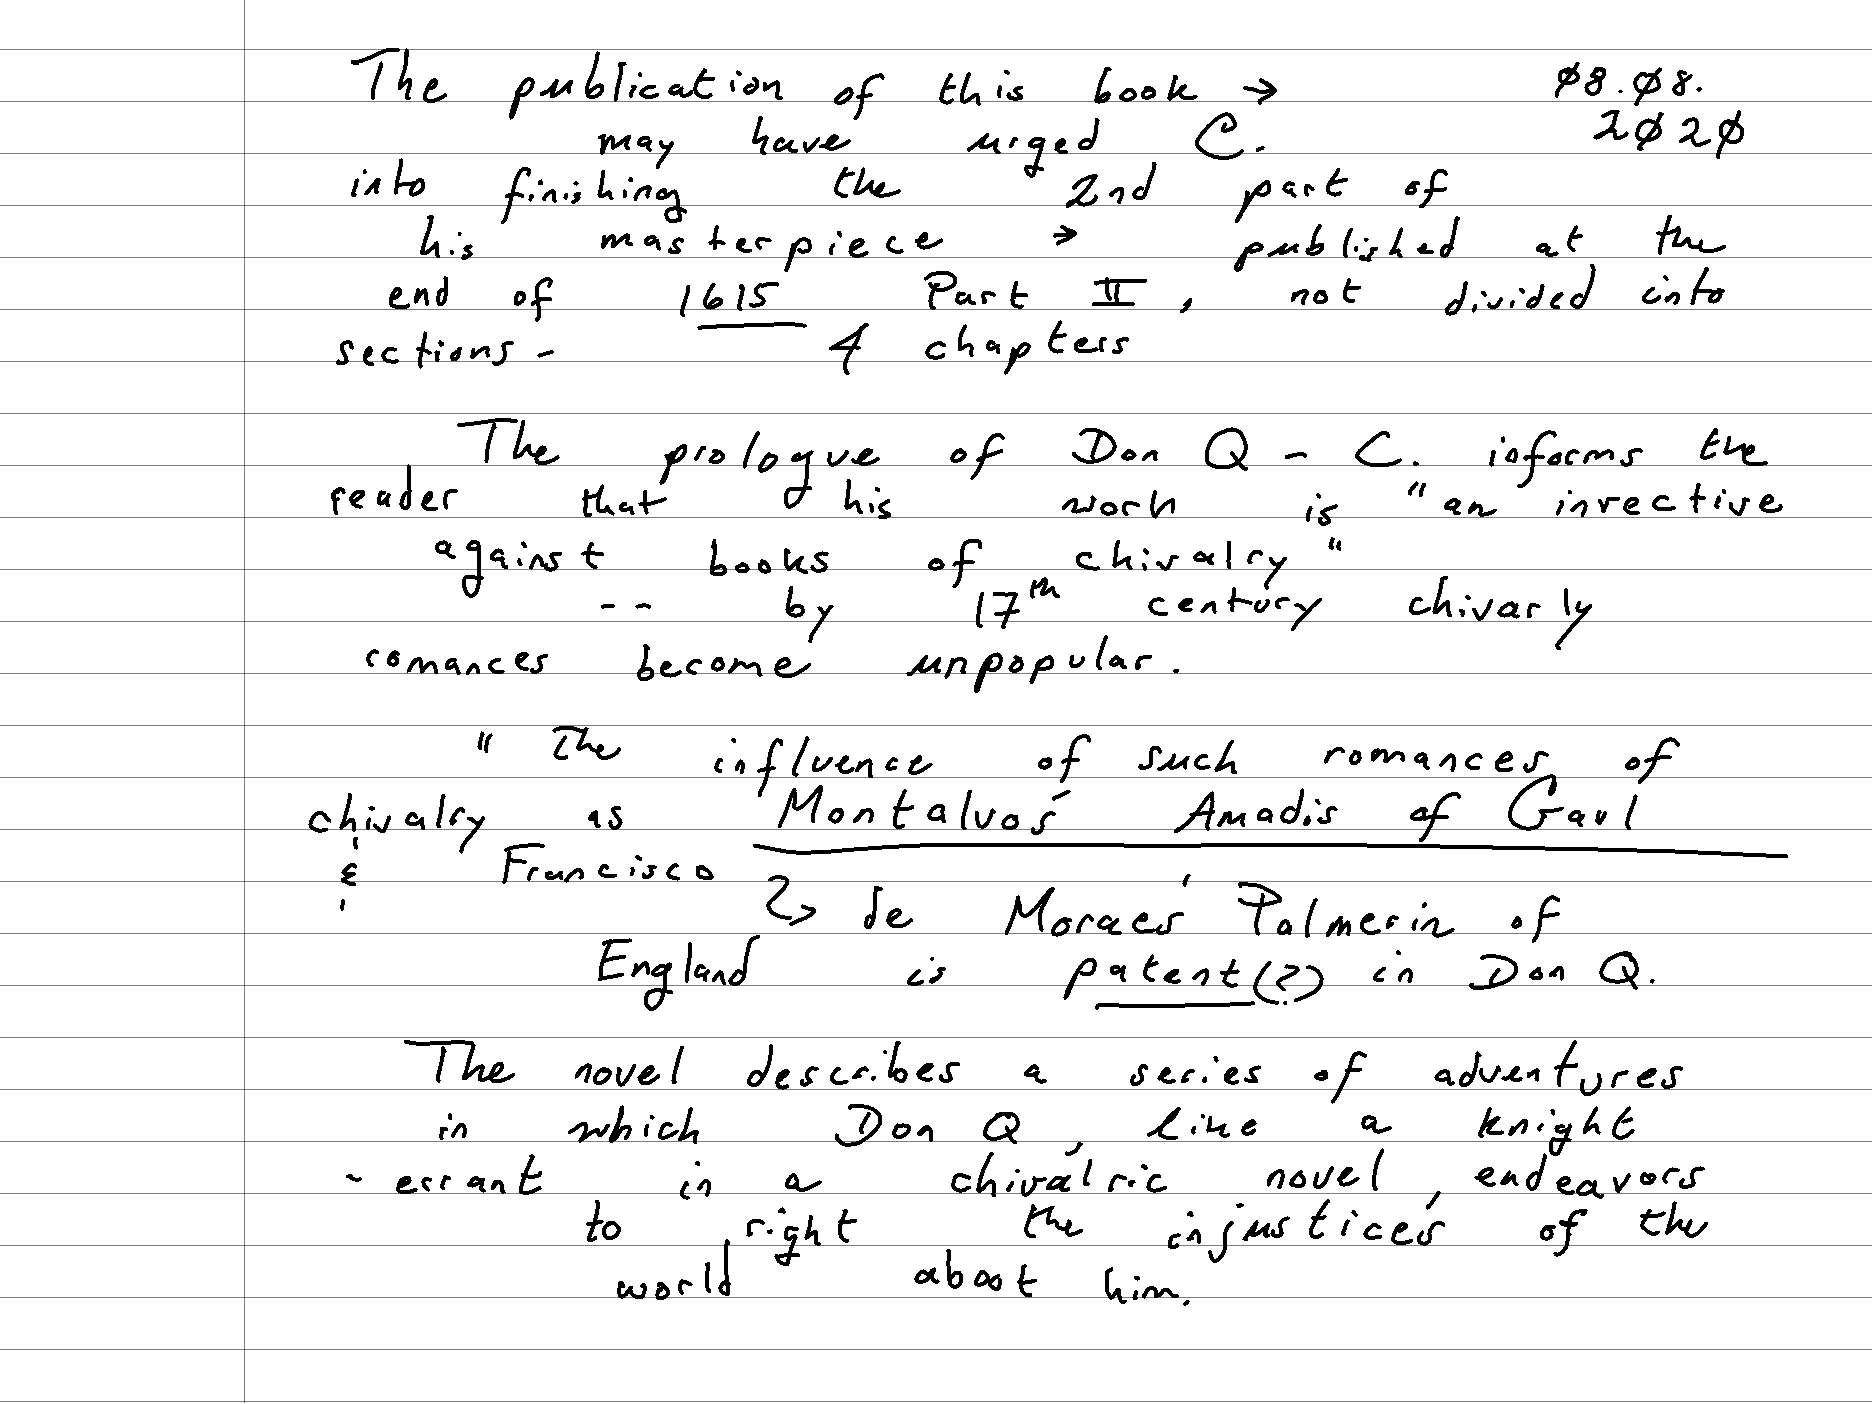 The publication of this book → ø8.ø8.
may have urged C. 2ø2ø
into finishing the 2nd part of
his masterpiece → published at the
end of 1615 Part II, not divided into
sections - 4 chapters
The prologue of Don Q - C. informs the
reader that his work is "an invective
against books of chivalry"
-- by 17th century chivarly
romances become unpopular.
"The influence of such romances of
chivalry as Montalvo's Amadis of Gaul
& Francisco
↳ de Moraes' Palmerin of
England is patent(?) in Don Q.
The novel describes a series of adventures
in which Don Q, like a knight
- errant in a chivalric novel, endeavors
to right the injustices of the
world about him.